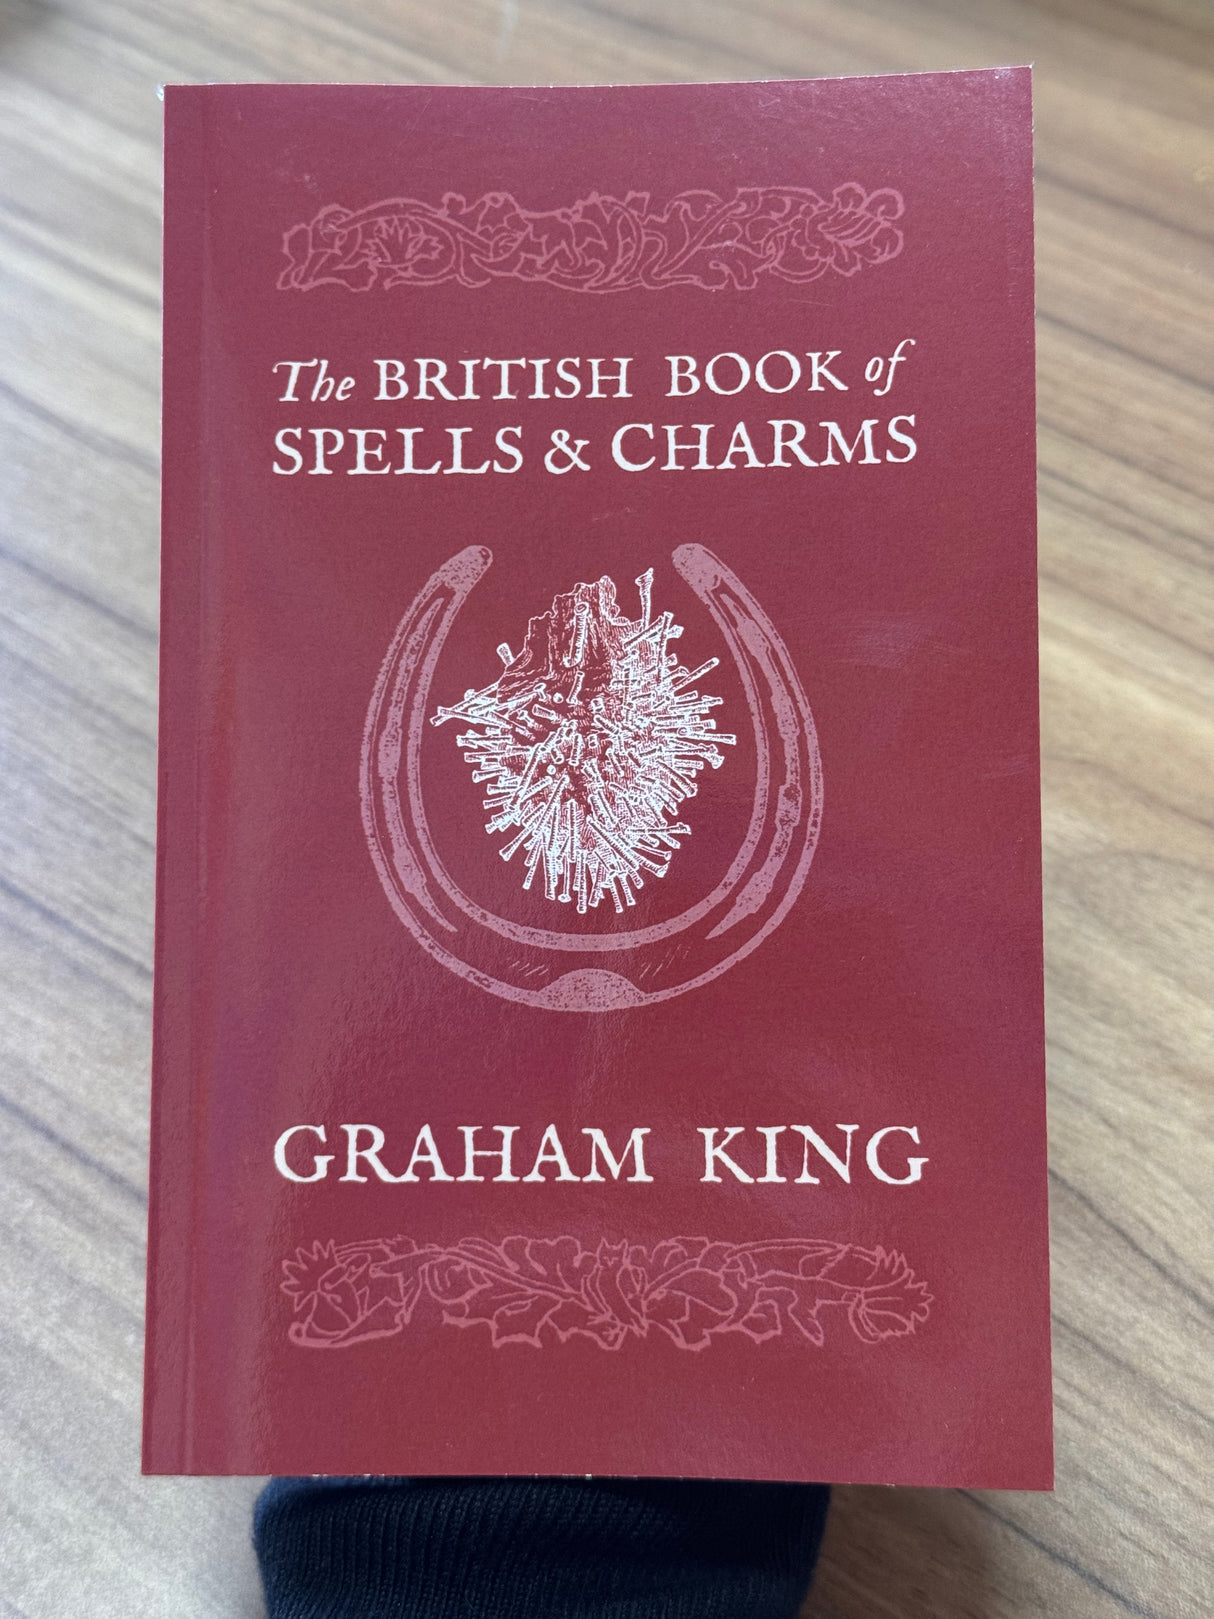 The BRITISH BOOK of
SPELLS & CHARMS
GRAHAM KING